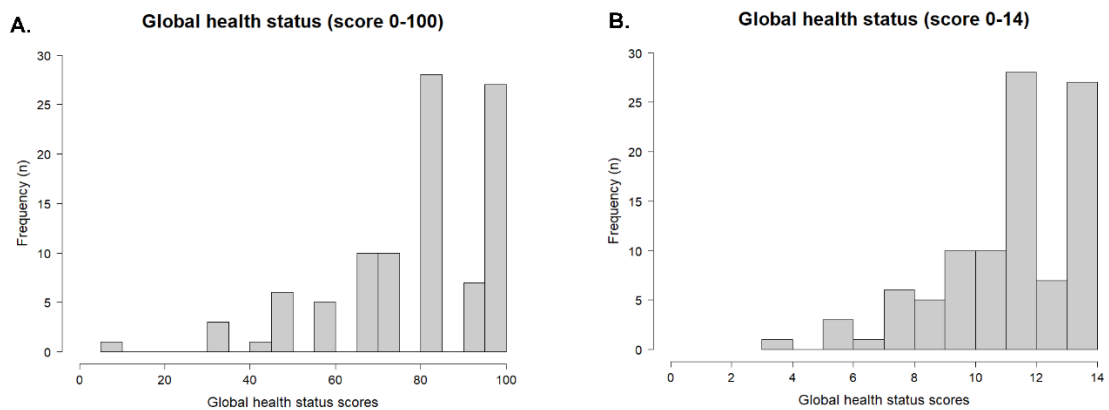 A.
Global health status (score 0-100)
30
25
20
15
10
5
0
Frequency (n)
0 20 40 60 80 100
Global health status scores
B.
Global health status (score 0-14)
30
25
20
15
10
5
0
Frequency (n)
0 2 4 6 8 10 12 14
Global health status scores